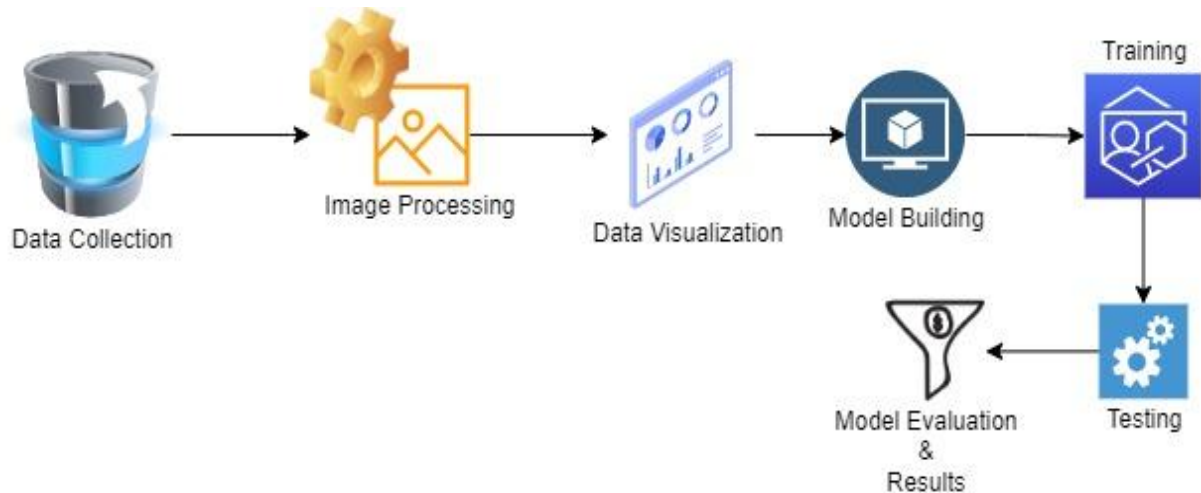 Data Collection
Image Processing
Data Visualization
Model Building
Training
Testing
$
Model Evaluation
&
Results